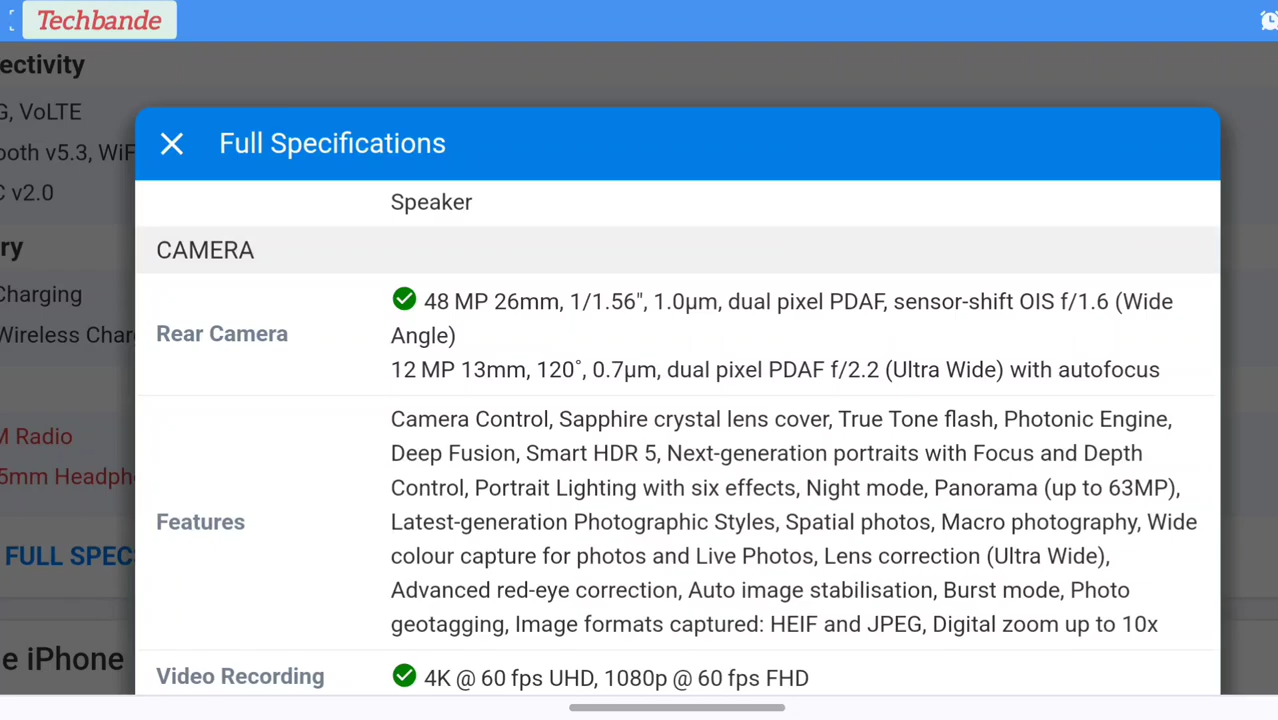 Techbande
ectivity
G, VoLTE
ooth v5.3, WiF
C v2.0
ry
Charging
Wireless Char
M Radio
5mm Headph
FULL SPEC
e iPhone
Full Specifications
Speaker
CAMERA
Rear Camera
48 MP 26mm, 1/1.56", 1.0µm, dual pixel PDAF, sensor-shift OIS f/1.6 (Wide
Angle)
12 MP 13mm, 120˚, 0.7µm, dual pixel PDAF f/2.2 (Ultra Wide) with autofocus
Features
Camera Control, Sapphire crystal lens cover, True Tone flash, Photonic Engine,
Deep Fusion, Smart HDR 5, Next-generation portraits with Focus and Depth
Control, Portrait Lighting with six effects, Night mode, Panorama (up to 63MP),
Latest-generation Photographic Styles, Spatial photos, Macro photography, Wide
colour capture for photos and Live Photos, Lens correction (Ultra Wide),
Advanced red-eye correction, Auto image stabilisation, Burst mode, Photo
geotagging, Image formats captured: HEIF and JPEG, Digital zoom up to 10x
Video Recording
4K @ 60 fps UHD, 1080p @ 60 fps FHD